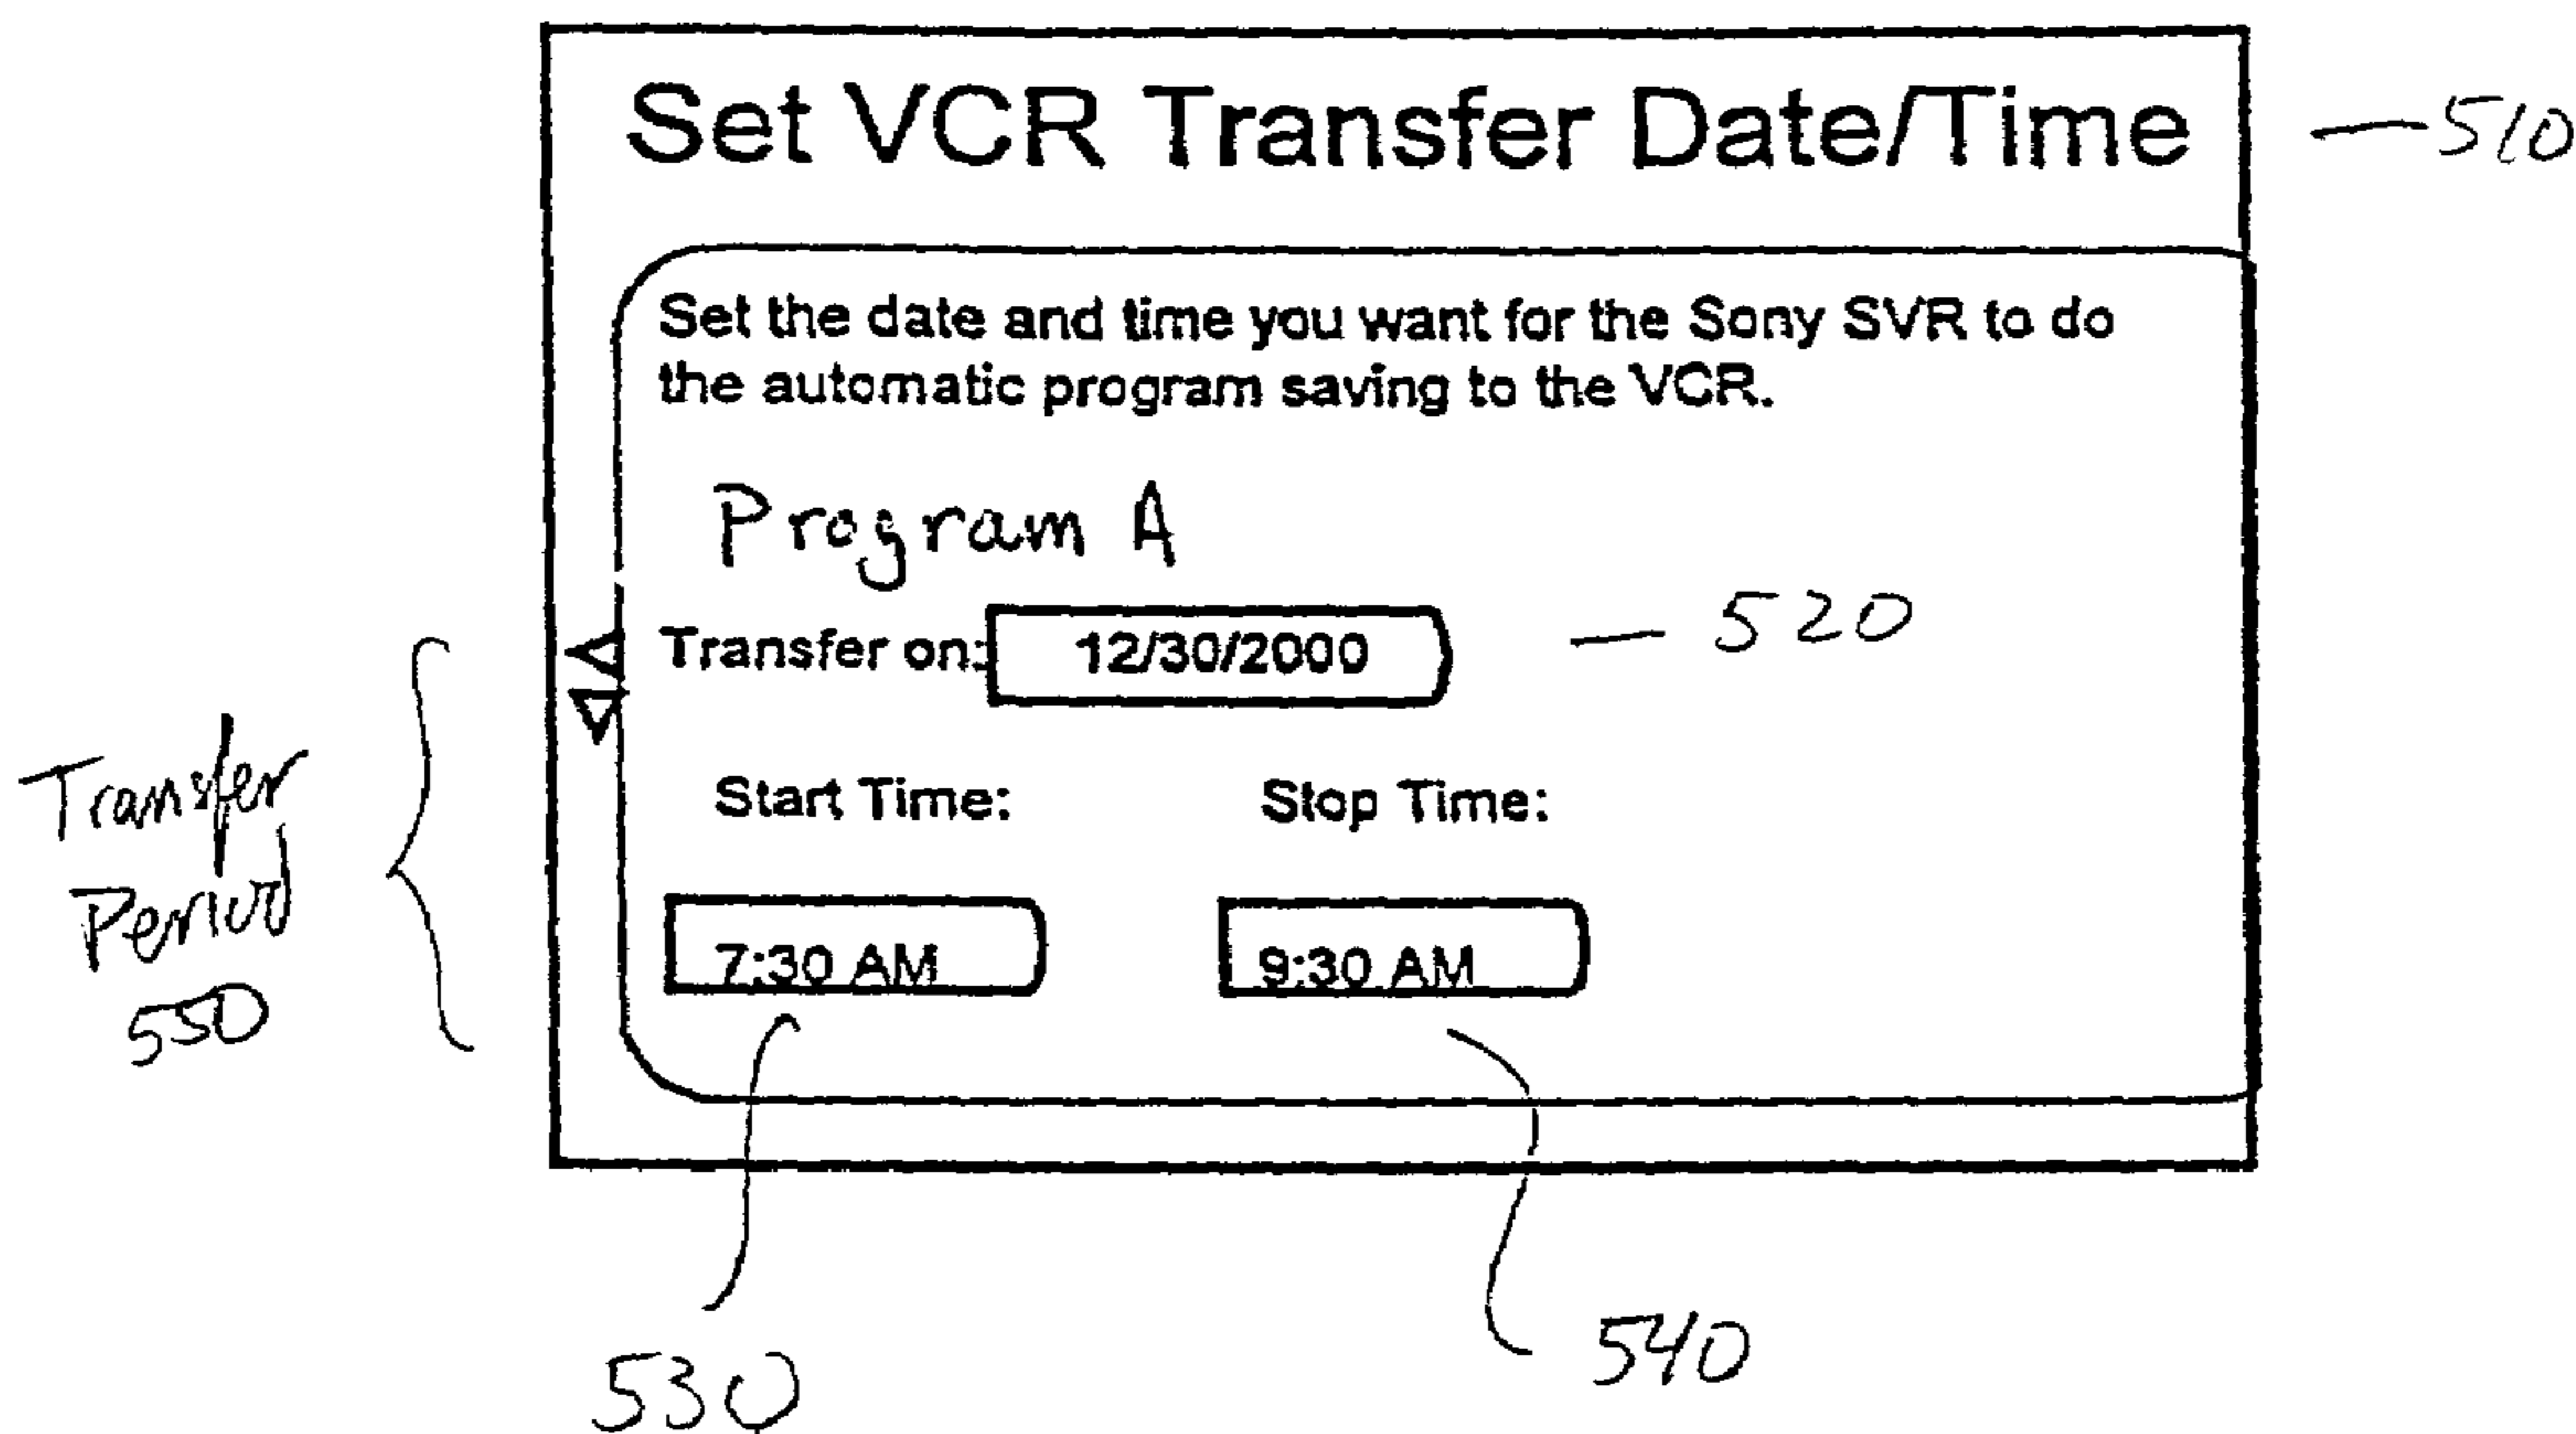 Set VCR Transfer Date/Time 510
Set the date and time you want for the Sony SVR to do
the automatic program saving to the VCR.
Program A
Transfer on: 12/30/2000 520
Transfer
Period
550
Start Time: Stop Time:
7:30 AM 9:30 AM
530 540